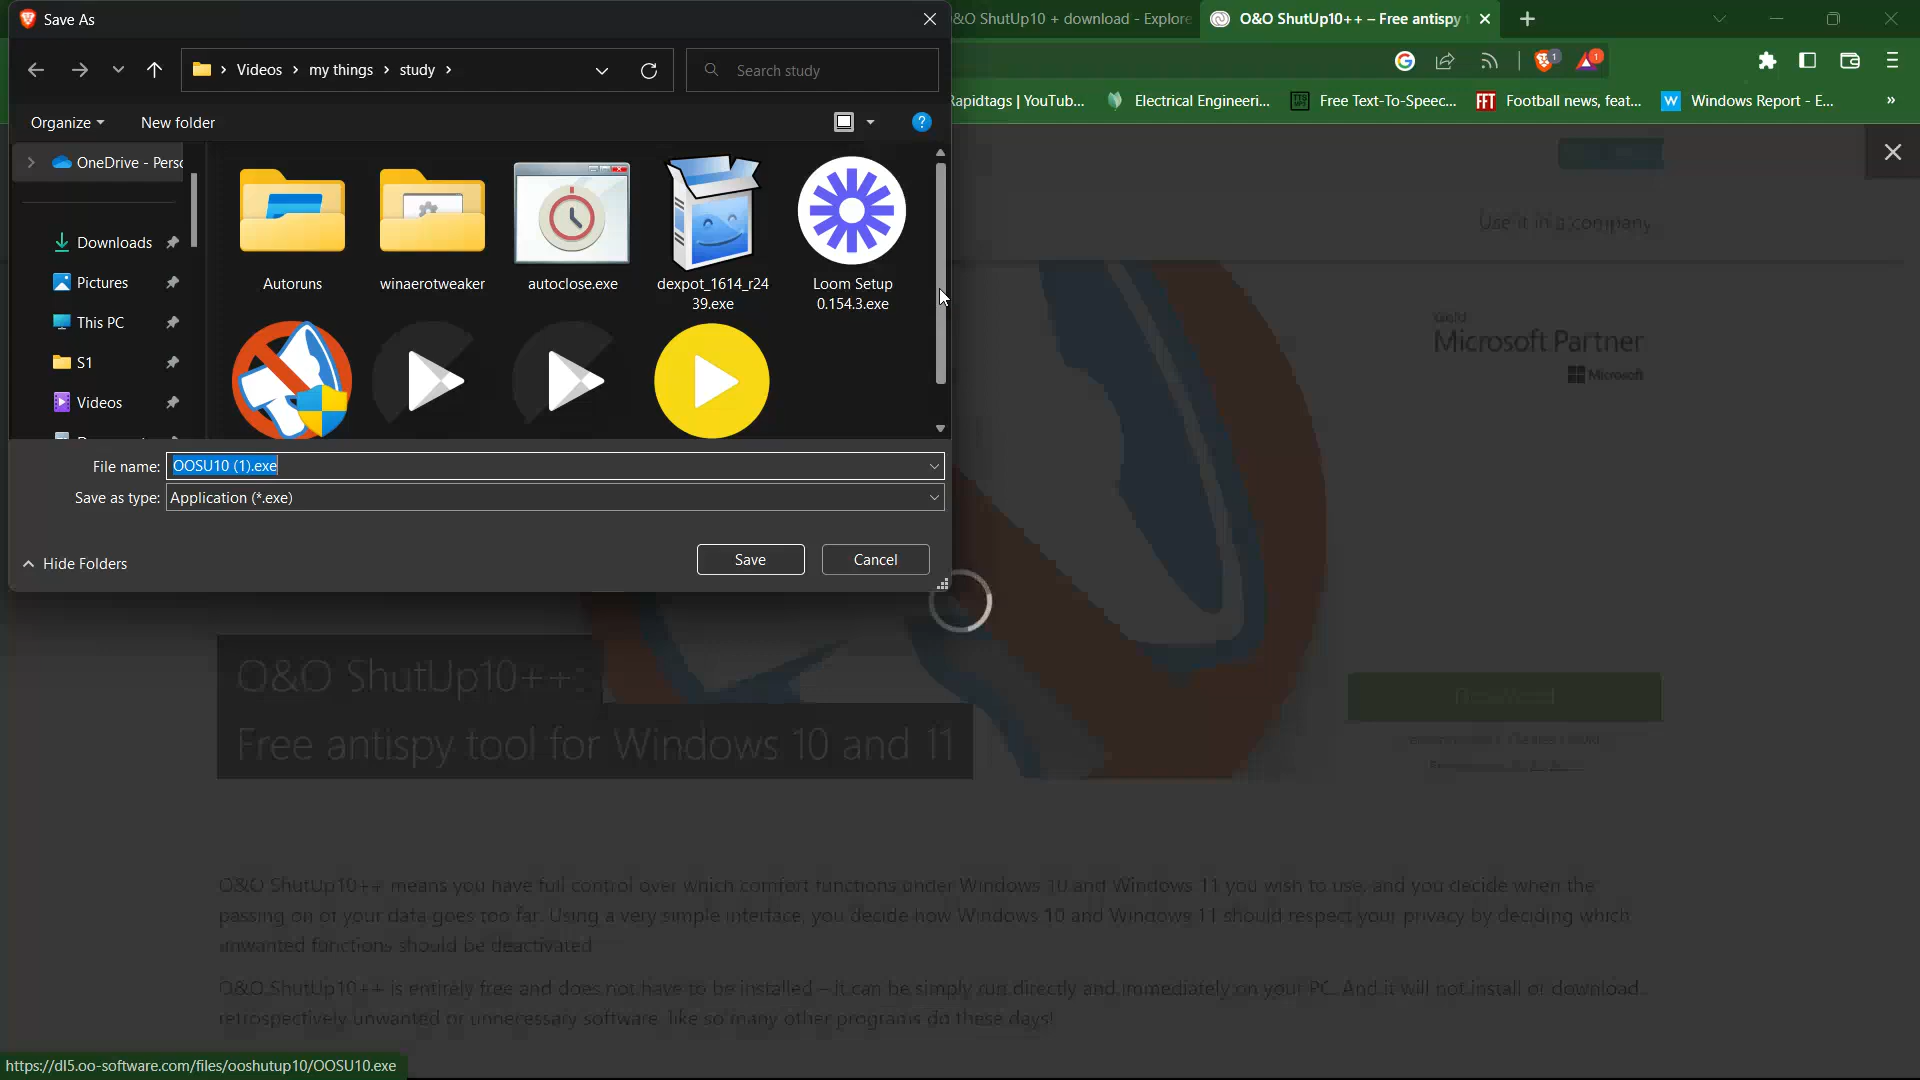 Save As
&O ShutUp10 + download - Explore
O&O ShutUp10++ – Free antispy
Videos
my things
study
Search study
1
1
Rapidtags | YouTub...
Electrical Engineeri...
Free Text-To-Speec...
Football news, feat...
Windows Report - E...
»
Organize
New folder
OneDrive - Perso
Downloads
Pictures
This PC
S1
Videos
Autoruns
winaerotweaker
autoclose.exe
dexpot_1614_r24
39.exe
Loom Setup
0.154.3.exe
Use it in a company
Gold
Microsoft Partner
Microsoft
File name:
OOSU10 (1).exe
Save as type:
Application (*.exe)
Hide Folders
Save
Cancel
O&O ShutUp10++:
Free antispy tool for Windows 10 and 11
Download
O&O ShutUp10++ means you have full control over which comfort functions under Windows 10 and Windows 11 you wish to use, and you decide when the
passing on of your data goes too far. Using a very simple interface, you decide how Windows 10 and Windows 11 should respect your privacy by deciding which
unwanted functions should be deactivated
O&O ShutUp10++ is entirely free and does not have to be installed – it can be simply run directly and immediately on your PC. And it will not install or download
retrospectively unwanted or unnecessary software, like so many other programs do these days!
https://dl5.oo-software.com/files/ooshutup10/OOSU10.exe